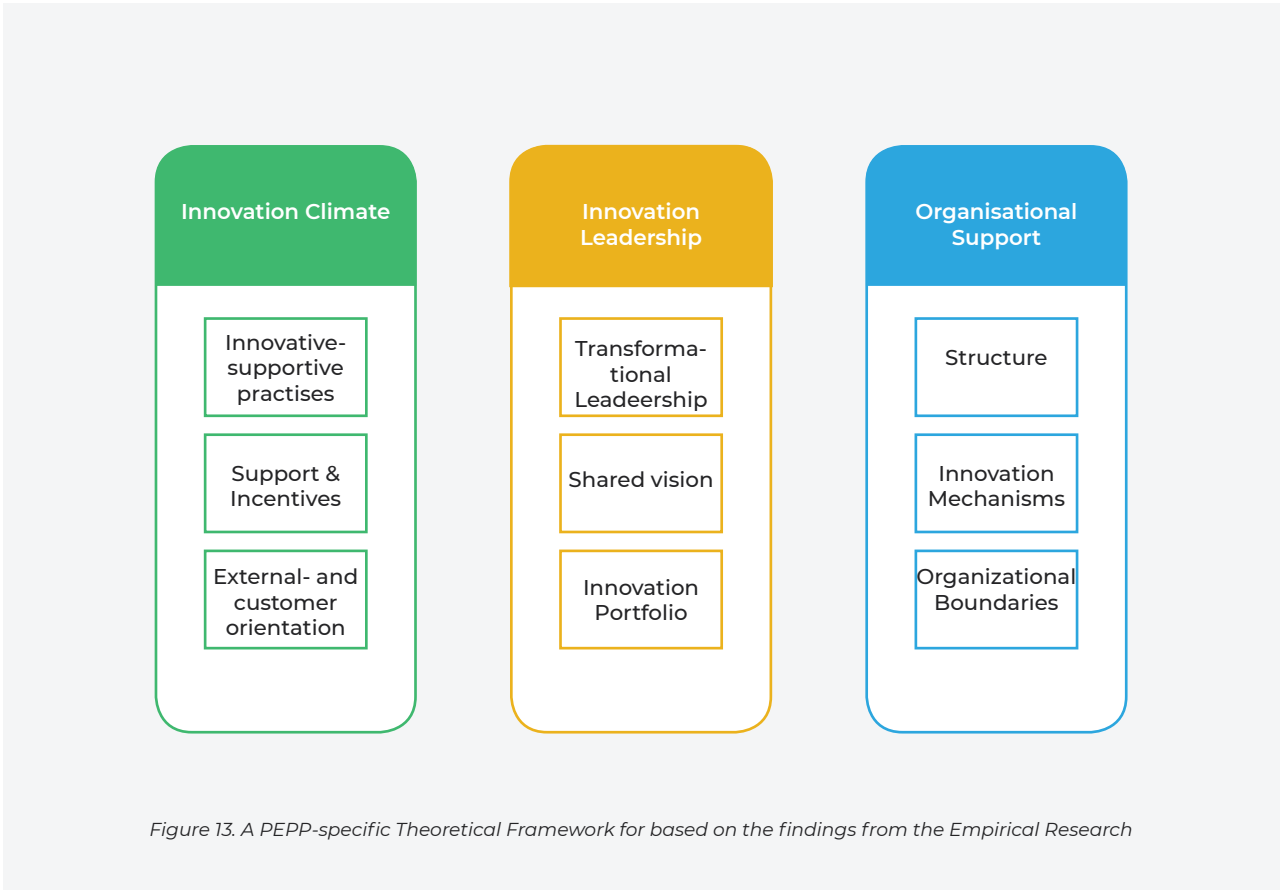 Innovation Climate
Innovative-
supportive
practises
Support &
Incentives
External- and
customer
orientation
Innovation
Leadership
Transforma-
tional
Leadeership
Shared vision
Innovation
Portfolio
Organisational
Support
Structure
Innovation
Mechanisms
Organizational
Boundaries
Figure 13. A PEPP-specific Theoretical Framework for based on the findings from the Empirical Research